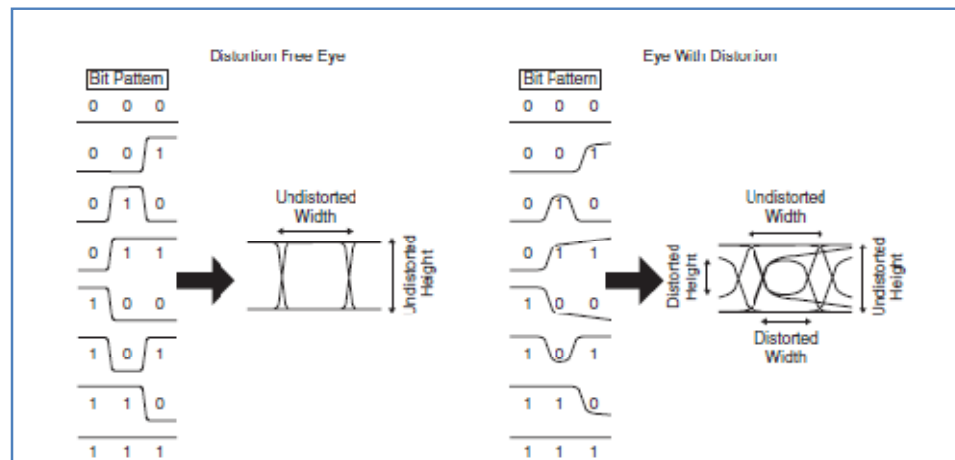 Distortion Free Eye
Bit Pattern
0 0 0
0 0 1
0 1 0
0 1 1
1 0 0
1 0 1
1 1 0
1 1 1
Undistorted
Width
Undistorted
Height
Eye With Distortion
Bit Pattern
0 0 0
0 0 1
0 1 0
0 1 1
1 0 0
1 0 1
1 1 0
1 1 1
Undistorted
Width
Distorted
Height
Undistorted
Height
Distorted
Width